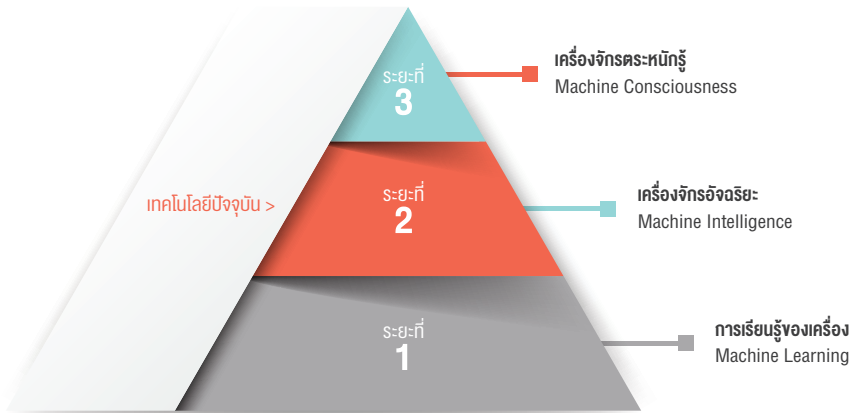 ระยะที่
3
เครื่องจักรตระหนักรู้
Machine Consciousness
เทคโนโลยีปัจจุบัน >
ระยะที่
2
เครื่องจักรอัจฉริยะ
Machine Intelligence
ระยะที่
1
การเรียนรู้ของเครื่อง
Machine Learning